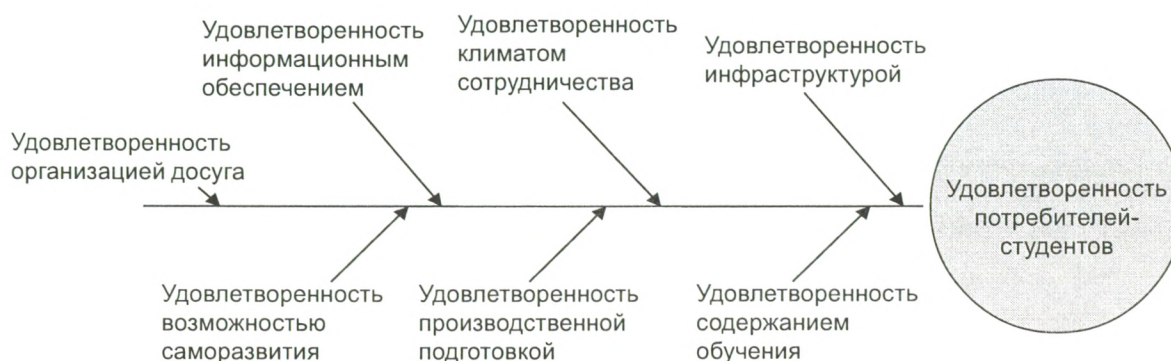 Удовлетворенность
информационным
обеспечением
Удовлетворенность
климатом
сотрудничества
Удовлетворенность
инфраструктурой
Удовлетворенность
организацией досуга
Удовлетворенность
потребителей-
студентов
Удовлетворенность
возможностью
саморазвития
Удовлетворенность
производственной
подготовкой
Удовлетворенность
содержанием
обучения